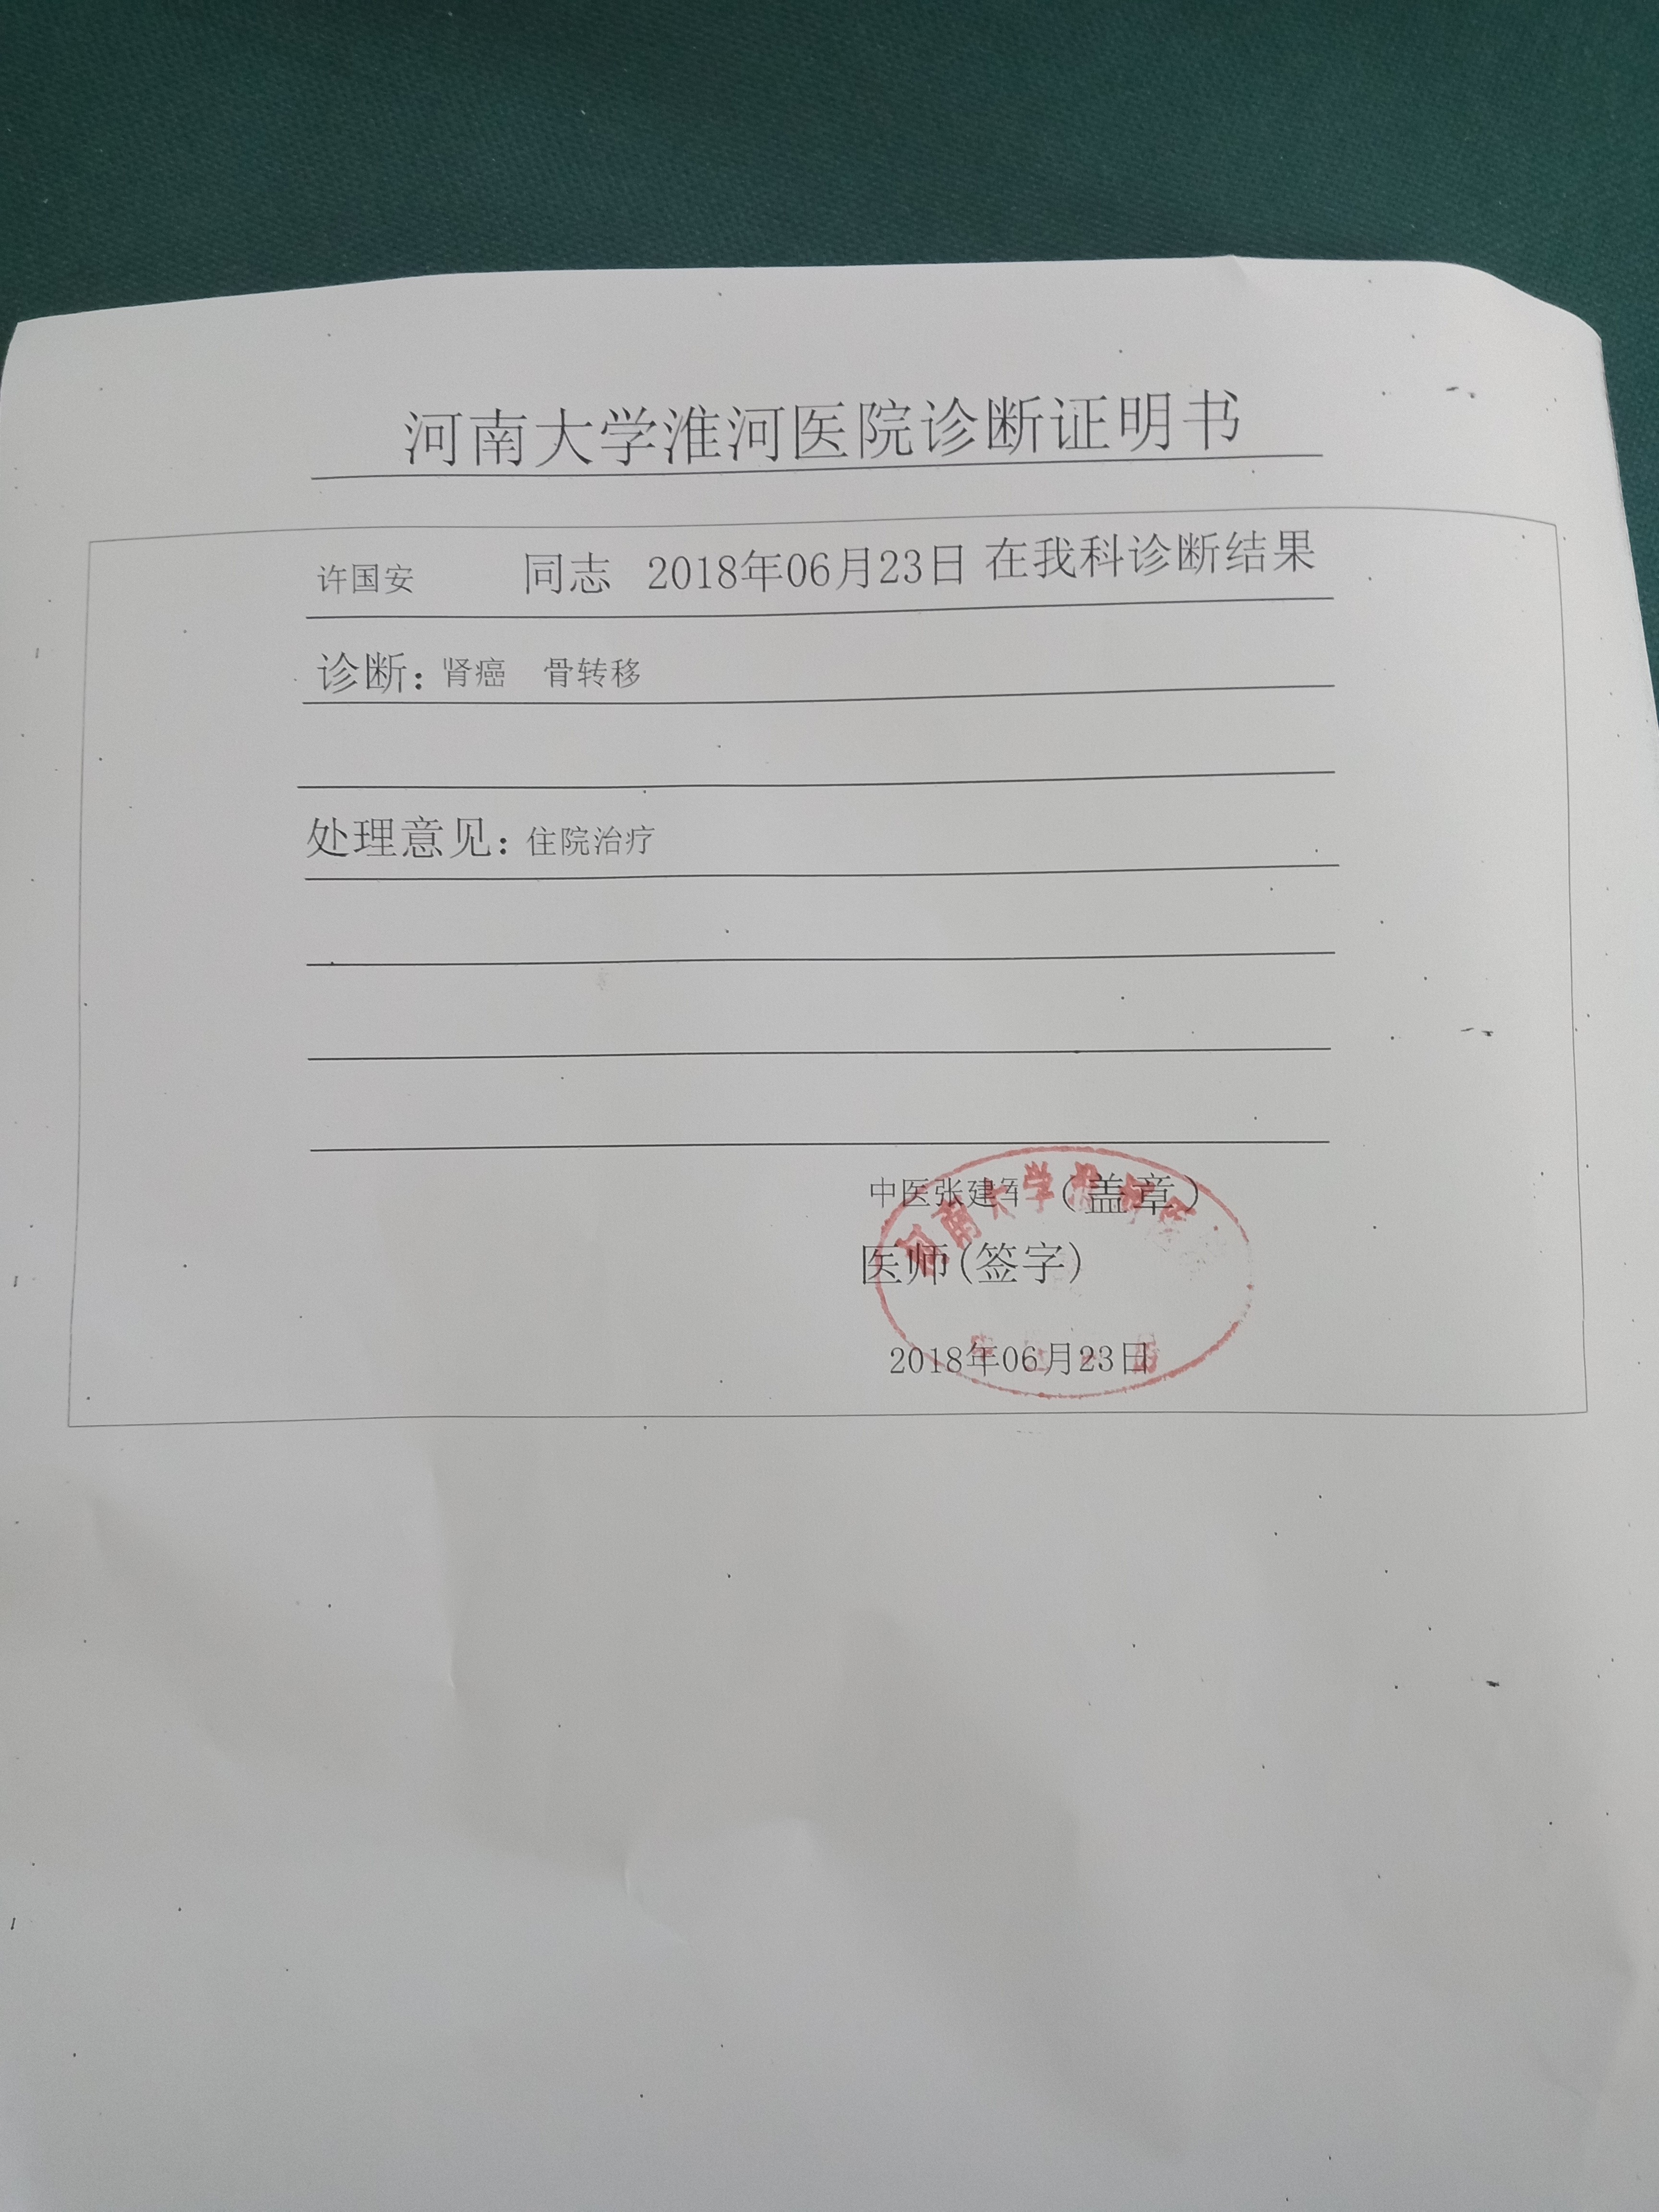 河南大学淮河医院诊断证明书
许国安 同志 2018年06月23日 在我科诊断结果
诊断：肾癌 骨转移
处理意见：住院治疗
中医张建军 （盖章）
医师(签字)
2018年06月23日
河南大学淮河医